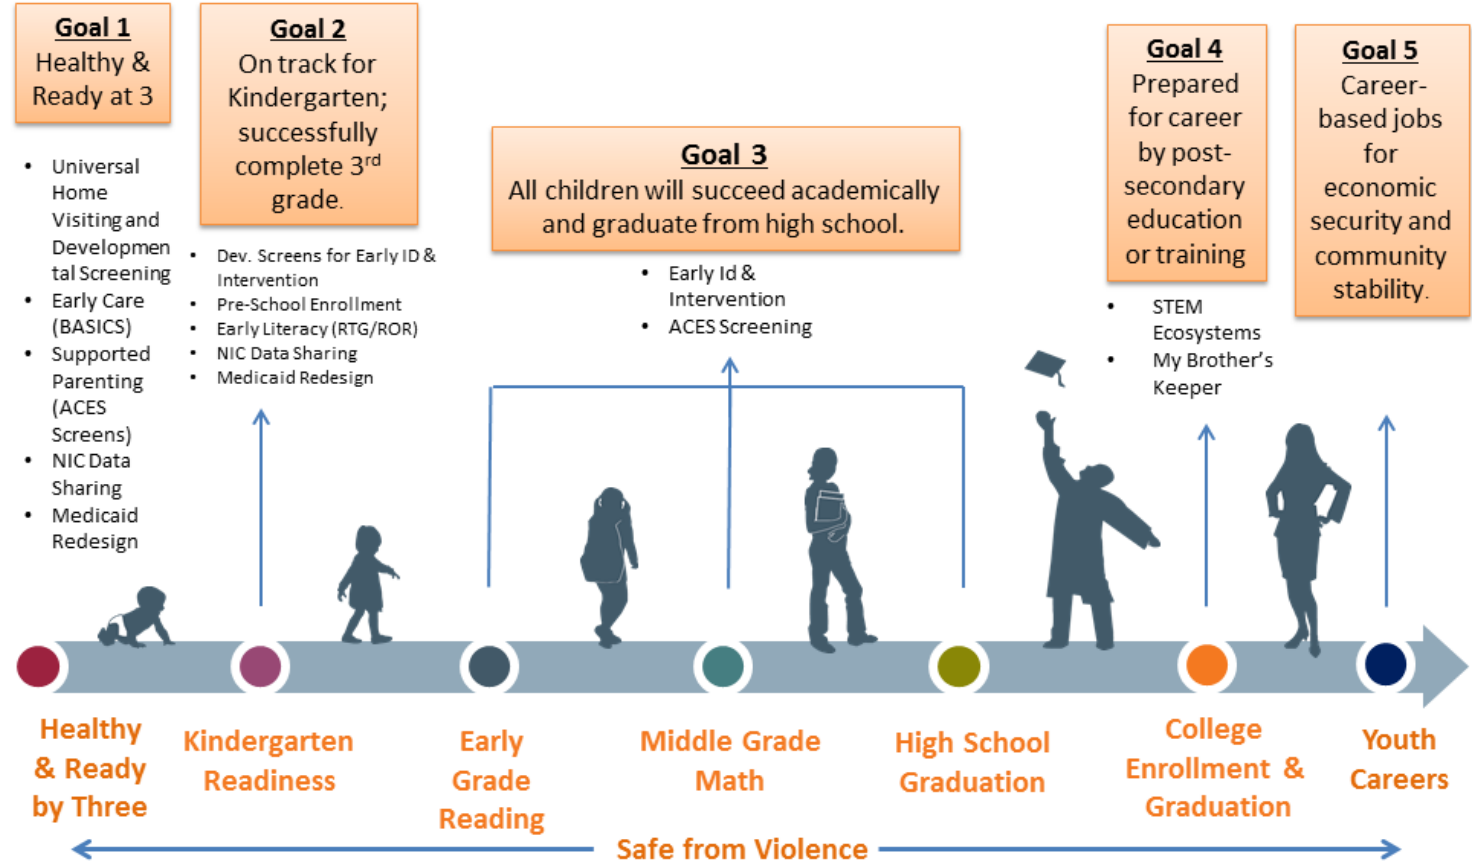 Goal 1
Healthy &
Ready at 3
• Universal
Home
Visiting and
Developmen
tal Screening
• Early Care
(BASICS)
• Supported
Parenting
(ACES
Screens)
• NIC Data
Sharing
• Medicaid
Redesign
Goal 2
On track for
Kindergarten;
successfully
complete 3rd
grade.
• Dev. Screens for Early ID &
Intervention
• Pre-School Enrollment
• Early Literacy (RTG/ROR)
• NIC Data Sharing
• Medicaid Redesign
Goal 3
All children will succeed academically
and graduate from high school.
• Early Id &
Intervention
• ACES Screening
Goal 4
Prepared
for career
by post-
secondary
education
or training
• STEM
Ecosystems
• My Brother's
Keeper
Goal 5
Career-
based jobs
for
economic
security and
community
stability.
Healthy
& Ready
by Three
Kindergarten
Readiness
Early
Grade
Reading
Middle Grade
Math
High School
Graduation
College
Enrollment &
Graduation
Youth
Careers
Safe from Violence